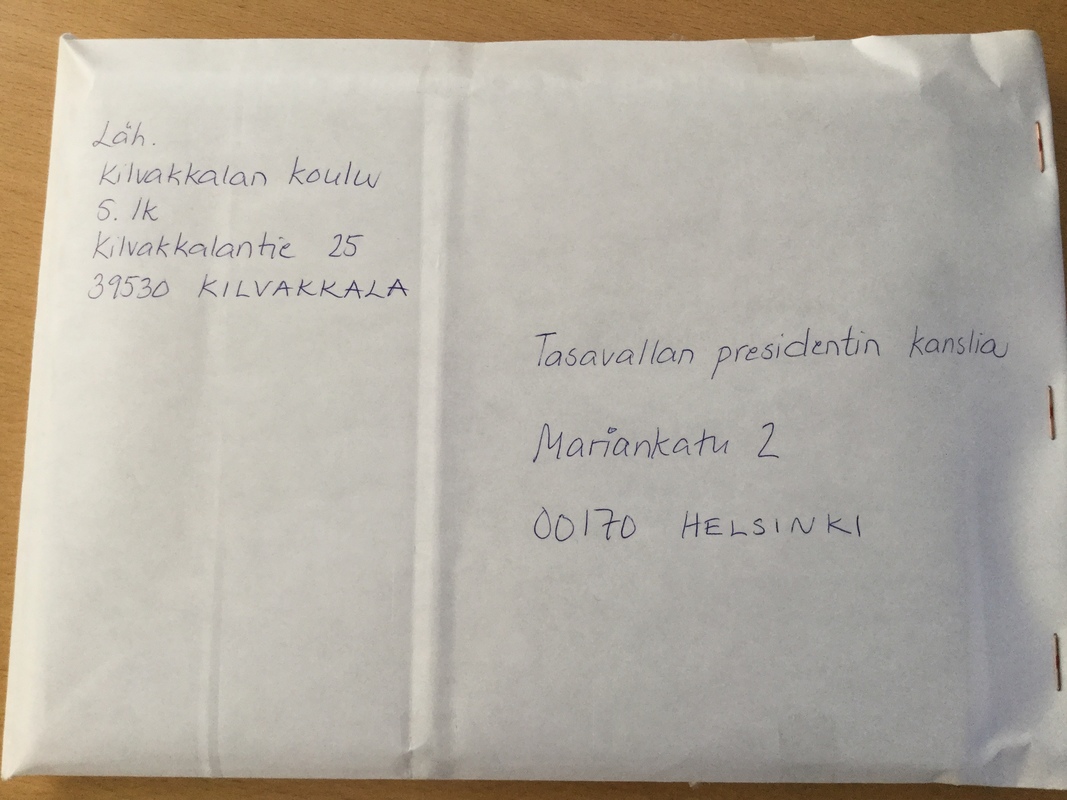 Läh.
Kilvakkalan koulu
5. lk
Kilvakkalantie 25
39530 KILVAKKALA
Tasavallan presidentin kanslia
Mariankatu 2
00170 HELSINKI